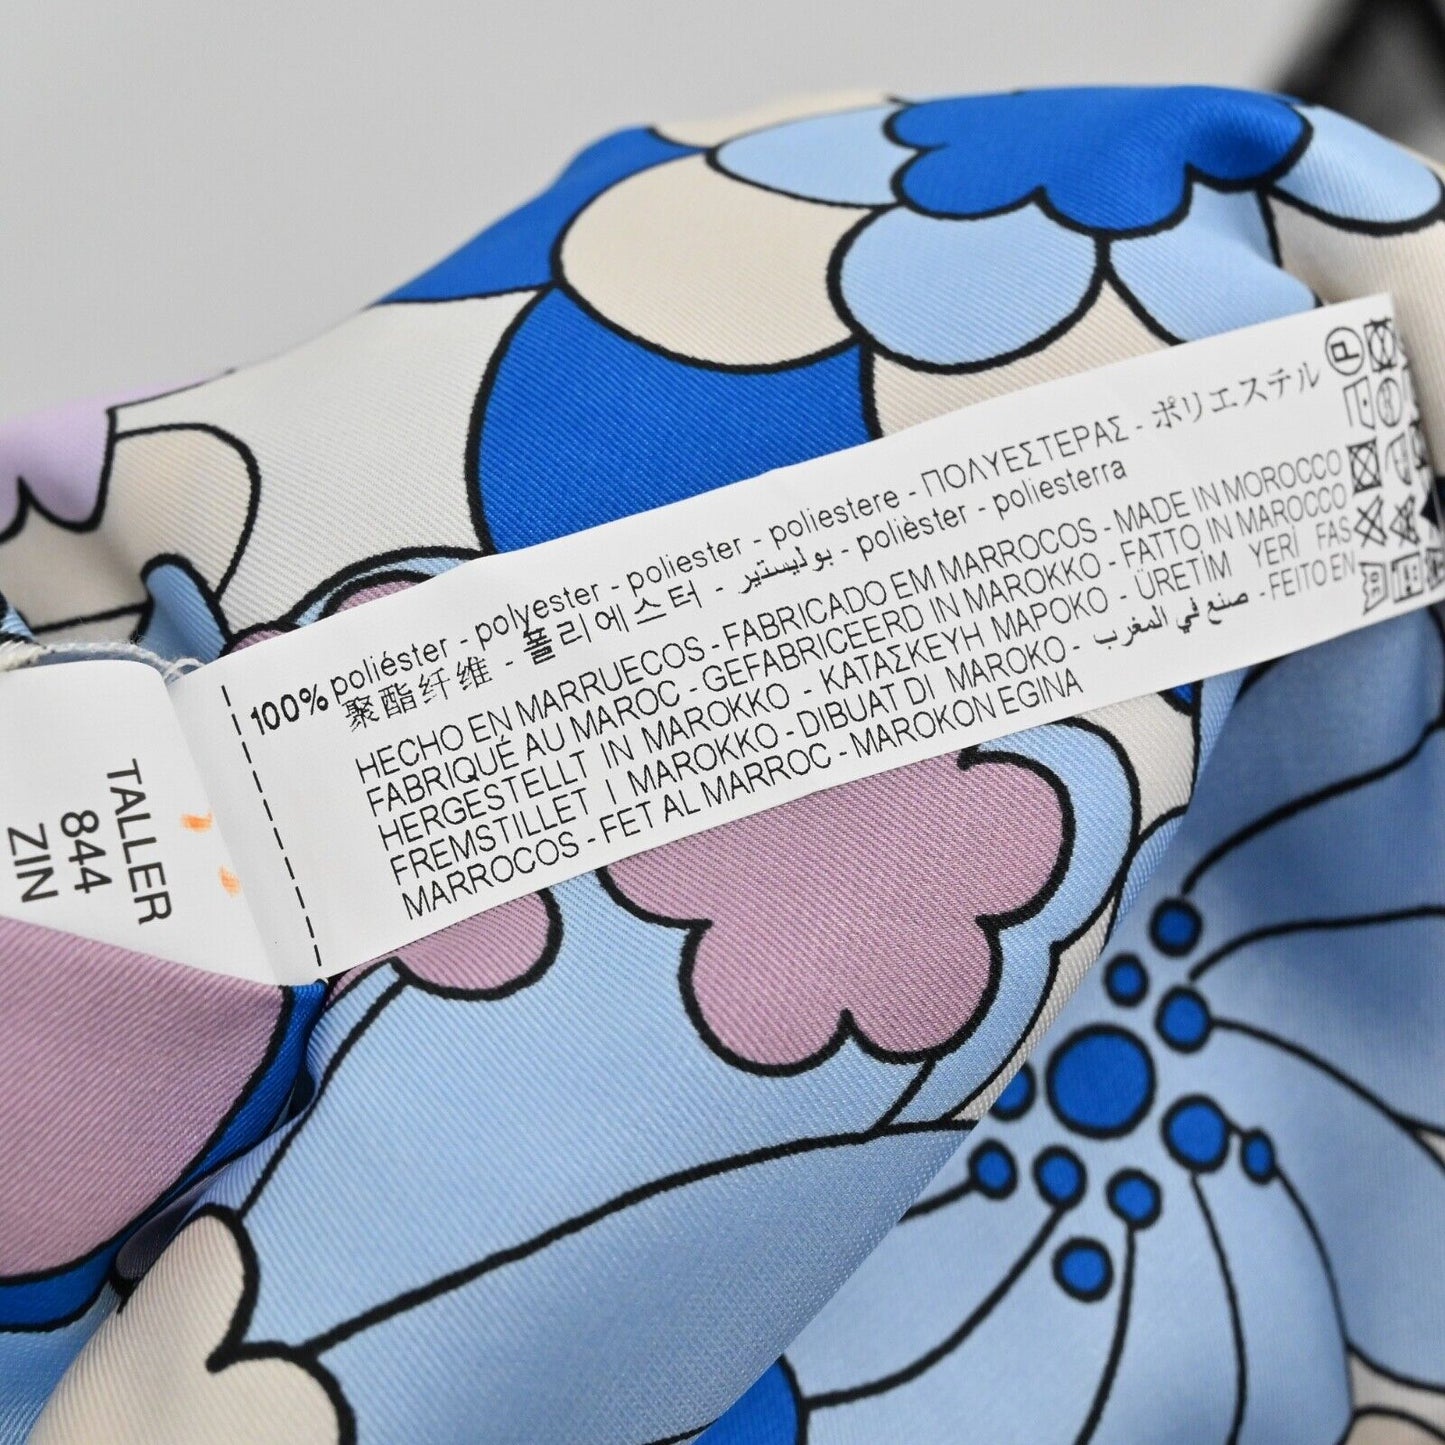 100% poliéster - polyester - poliester - poliestere - ΠΟΛΥΕΣΤΕΡΑΣ - ポリエステル
聚酯纤维 - 폴리에스터 - بوليستير - polièster - poliesterra
HECHO EN MARRUECOS - FABRICADO EM MARROCOS - MADE IN MOROCCO
FABRIQUÉ AU MAROC - GEFABRICEERD IN MAROKKO - FATTO IN MAROCCO
HERGESTELLT IN MAROKKO - ΚΑΤΑΣΚΕΥΗ ΜΑΡΟΚΟ - ÜRETİM YERİ FAS
FREMSTILLET I MAROKKO - DIBUAT DI MAROKO - صنع في المغرب - FEITO EN
MARROCOS - FET AL MARROC - MAROKON EGINA
TALLER
844
ZIN
P